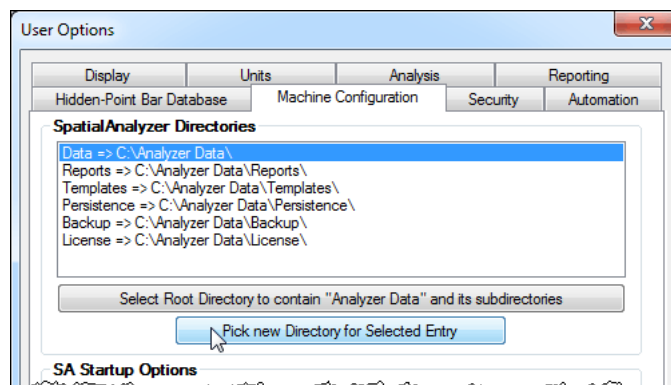 User Options
Display Units Analysis Reporting
Hidden-Point Bar Database Machine Configuration Security Automation
SpatialAnalyzer Directories
Data => C:\Analyzer Data\
Reports => C:\Analyzer Data\Reports\
Templates => C:\Analyzer Data\Templates\
Persistence => C:\Analyzer Data\Persistence\
Backup => C:\Analyzer Data\Backup\
License => C:\Analyzer Data\License\
Select Root Directory to contain "Analyzer Data" and its subdirectories
Pick new Directory for Selected Entry
SA Startup Options